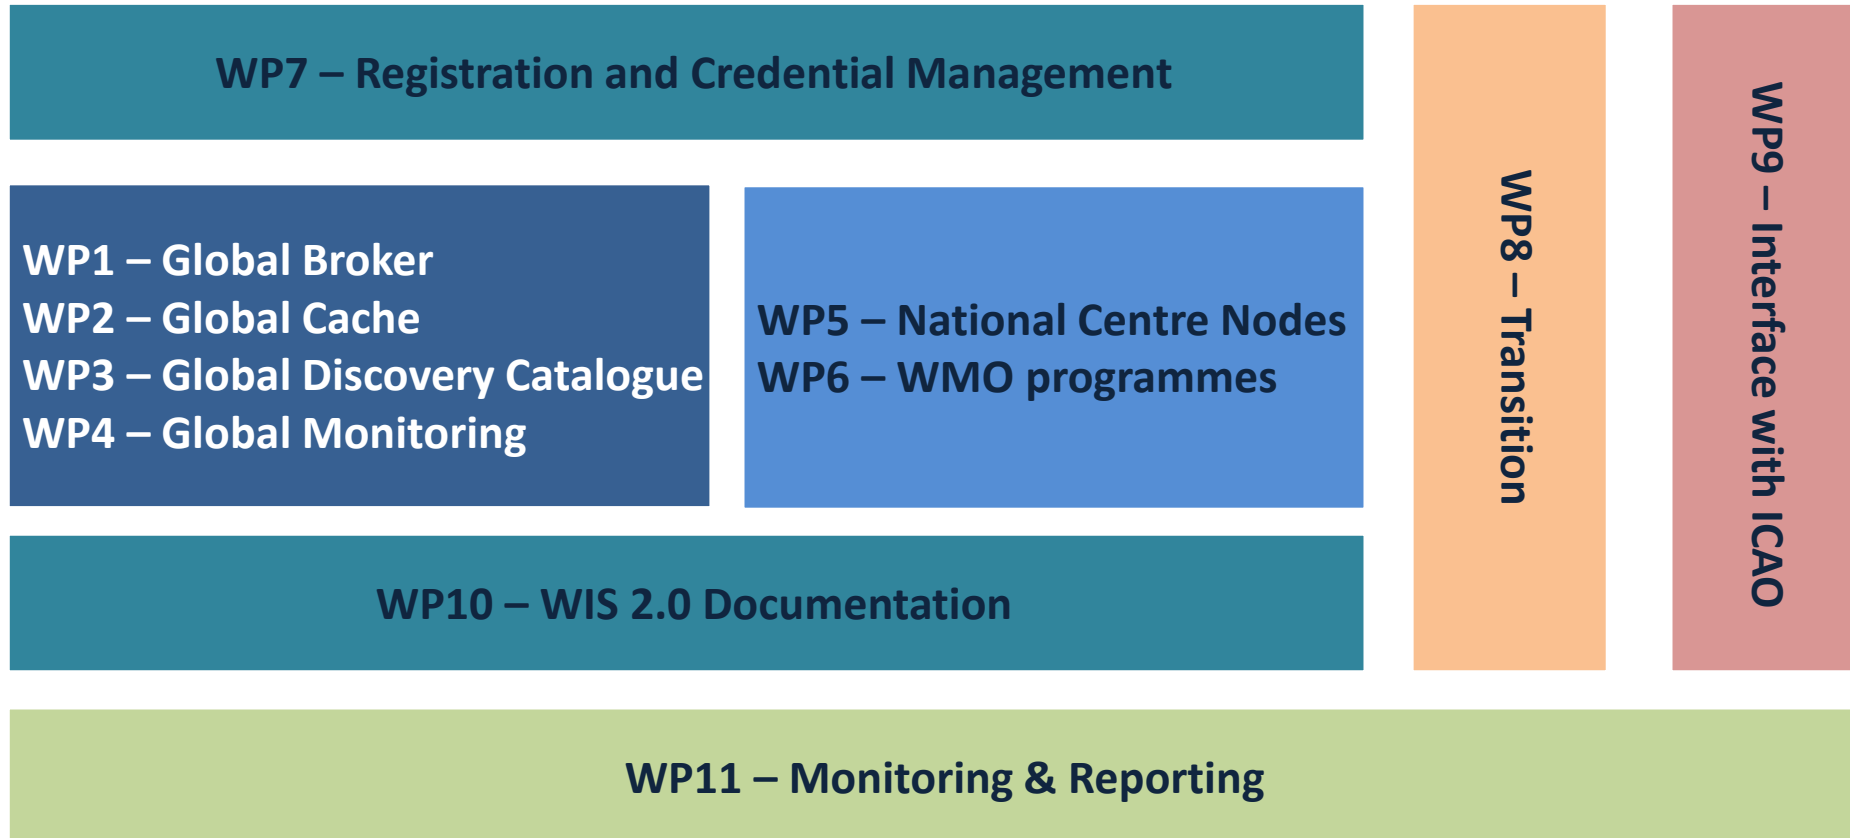 WP7 – Registration and Credential Management
WP1 – Global Broker
WP2 – Global Cache
WP3 – Global Discovery Catalogue
WP4 – Global Monitoring
WP5 – National Centre Nodes
WP6 – WMO programmes
WP10 – WIS 2.0 Documentation
WP8 – Transition
WP9 – Interface with ICAO
WP11 – Monitoring & Reporting